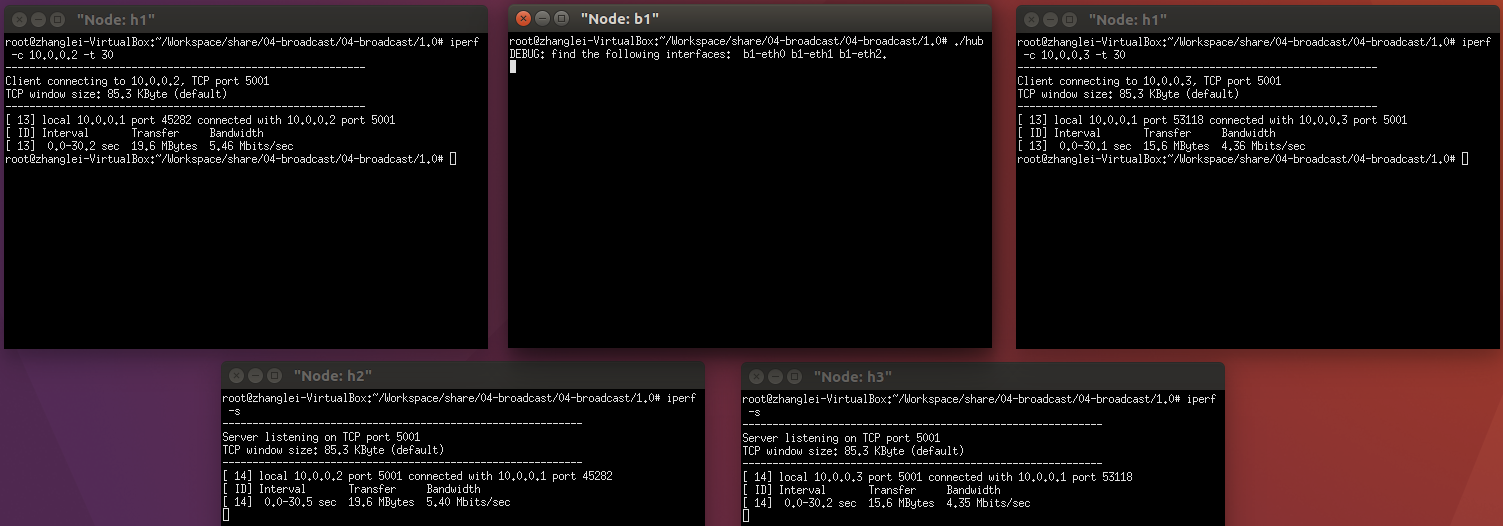 "Node: h1"
root@zhanglei-VirtualBox:~/Workspace/share/04-broadcast/04-broadcast/1.0# iperf
-c 10.0.0.2 -t 30
------------------------------------------------------------
Client connecting to 10.0.0.2, TCP port 5001
TCP window size: 85.3 KByte (default)
------------------------------------------------------------
[ 13] local 10.0.0.1 port 45282 connected with 10.0.0.2 port 5001
[ ID] Interval       Transfer     Bandwidth
[ 13]  0.0-30.2 sec  19.6 MBytes  5.46 Mbits/sec
root@zhanglei-VirtualBox:~/Workspace/share/04-broadcast/04-broadcast/1.0#
"Node: b1"
root@zhanglei-VirtualBox:~/Workspace/share/04-broadcast/04-broadcast/1.0# ./hub
DEBUG: find the following interfaces:  b1-eth0 b1-eth1 b1-eth2.
"Node: h1"
root@zhanglei-VirtualBox:~/Workspace/share/04-broadcast/04-broadcast/1.0# iperf
-c 10.0.0.3 -t 30
------------------------------------------------------------
Client connecting to 10.0.0.3, TCP port 5001
TCP window size: 85.3 KByte (default)
------------------------------------------------------------
[ 13] local 10.0.0.1 port 53118 connected with 10.0.0.3 port 5001
[ ID] Interval       Transfer     Bandwidth
[ 13]  0.0-30.1 sec  15.6 MBytes  4.36 Mbits/sec
root@zhanglei-VirtualBox:~/Workspace/share/04-broadcast/04-broadcast/1.0#
"Node: h2"
root@zhanglei-VirtualBox:~/Workspace/share/04-broadcast/04-broadcast/1.0# iperf
-s
------------------------------------------------------------
Server listening on TCP port 5001
TCP window size: 85.3 KByte (default)
------------------------------------------------------------
[ 14] local 10.0.0.2 port 5001 connected with 10.0.0.1 port 45282
[ ID] Interval       Transfer     Bandwidth
[ 14]  0.0-30.5 sec  19.6 MBytes  5.40 Mbits/sec
"Node: h3"
root@zhanglei-VirtualBox:~/Workspace/share/04-broadcast/04-broadcast/1.0# iperf
-s
------------------------------------------------------------
Server listening on TCP port 5001
TCP window size: 85.3 KByte (default)
------------------------------------------------------------
[ 14] local 10.0.0.3 port 5001 connected with 10.0.0.1 port 53118
[ ID] Interval       Transfer     Bandwidth
[ 14]  0.0-30.2 sec  15.6 MBytes  4.35 Mbits/sec